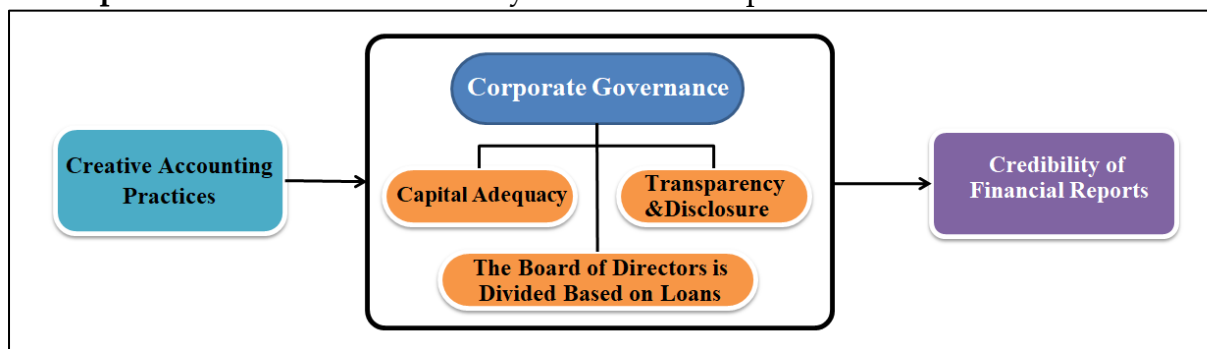 Corporate Governance
Creative Accounting
Practices
Capital Adequacy
Transparency
&Disclosure
The Board of Directors is
Divided Based on Loans
Credibility of
Financial Reports